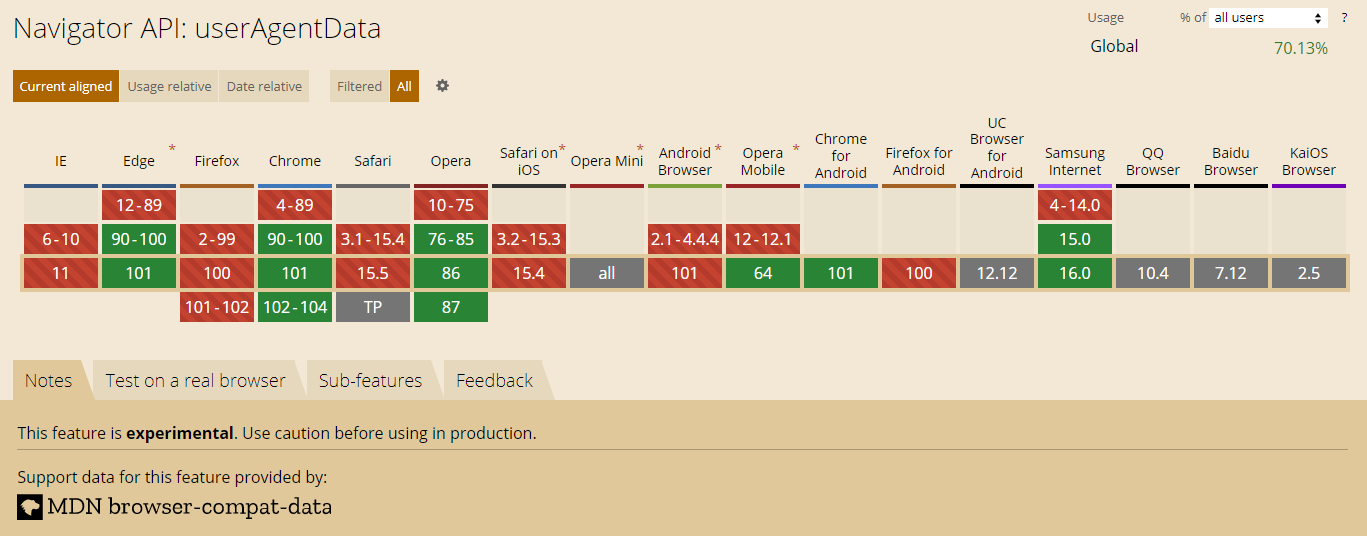 Navigator API: userAgentData
Usage % of all users ?
Global 70.13%
Current aligned Usage relative Date relative Filtered All
IE Edge * Firefox Chrome Safari Opera Safari on iOS * Opera Mini * Android Browser * Opera Mobile * Chrome for Android Firefox for Android UC Browser for Android Samsung Internet QQ Browser Baidu Browser KaiOS Browser
12-89 4-89 10-75 4-14.0
6-10 90-100 2-99 90-100 3.1-15.4 76-85 3.2-15.3 2.1-4.4.4 12-12.1 15.0
11 101 100 101 15.5 86 15.4 all 101 64 101 100 12.12 16.0 10.4 7.12 2.5
101-102 102-104 TP 87
Notes Test on a real browser Sub-features Feedback
This feature is experimental. Use caution before using in production.
Support data for this feature provided by:
MDN browser-compat-data